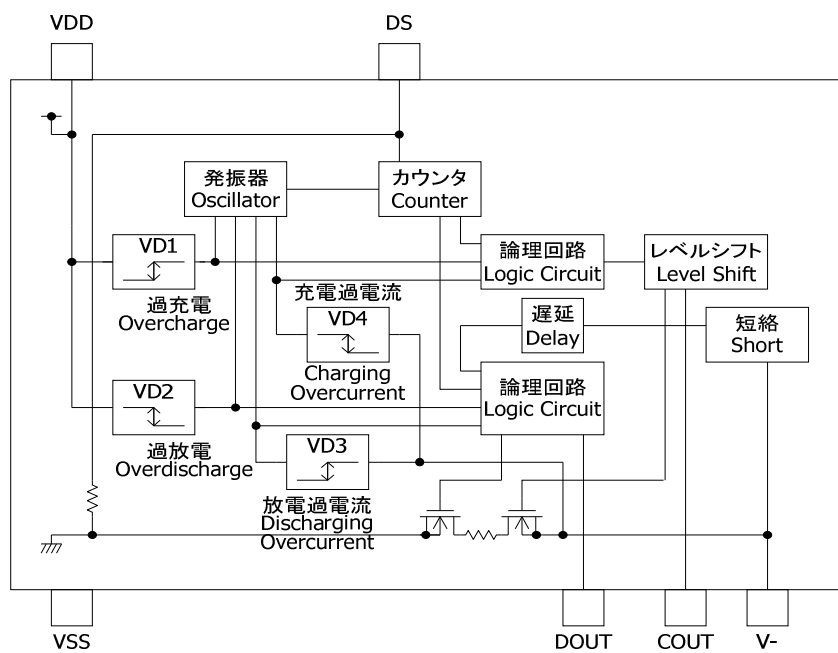 VDD
DS
発振器
Oscillator
カウンタ
Counter
VD1
過充電
Overcharge
論理回路
Logic Circuit
レベルシフト
Level Shift
充電過電流
VD4
Charging
Overcurrent
遅延
Delay
短絡
Short
VD2
過放電
Overdischarge
論理回路
Logic Circuit
VD3
放電過電流
Discharging
Overcurrent
VSS
DOUT
COUT
V-